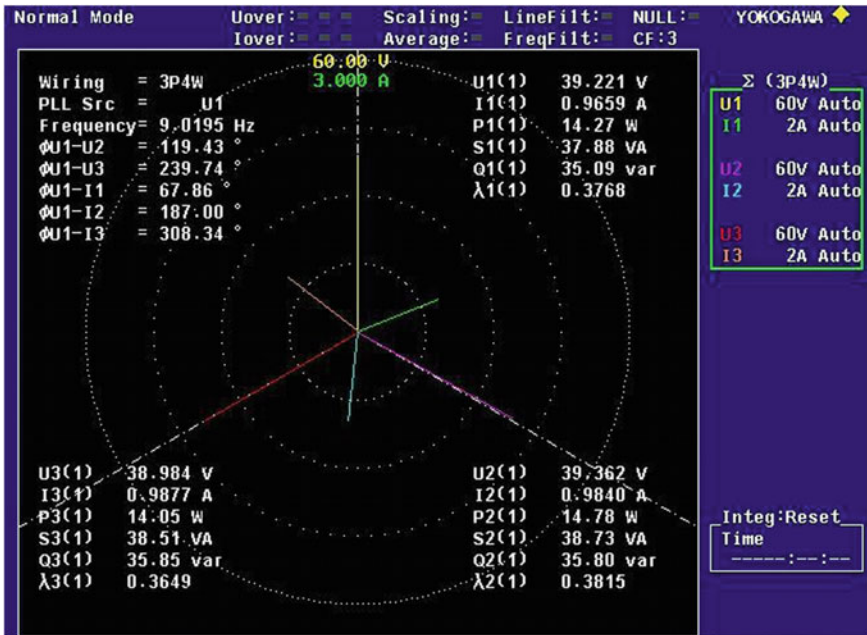 Normal Mode
Uover:= = = Scaling:= LineFilt:= NULL:= YOKOGAWA
Iover:= = = Average:= FreqFilt:= CF:3
60.00 V
3.000 A
Wiring = 3P4W
PLL Src = U1
Frequency= 9.0195 Hz
ϕU1-U2 = 119.43 °
ϕU1-U3 = 239.74 °
ϕU1-I1 = 67.86 °
ϕU1-I2 = 187.00 °
ϕU1-I3 = 308.34 °
U1(1) 39.221 V
I1(1) 0.9659 A
P1(1) 14.27 W
S1(1) 37.88 VA
Q1(1) 35.09 var
λ1(1) 0.3768
Σ (3P4W)
U1 60V Auto
I1 2A Auto
U2 60V Auto
I2 2A Auto
U3 60V Auto
I3 2A Auto
U3(1) 38.984 V
I3(1) 0.9877 A
P3(1) 14.05 W
S3(1) 38.51 VA
Q3(1) 35.85 var
λ3(1) 0.3649
U2(1) 39.362 V
I2(1) 0.9840 A
P2(1) 14.78 W
S2(1) 38.73 VA
Q2(1) 35.80 var
λ2(1) 0.3815
Integ:Reset
Time
-----:--:--